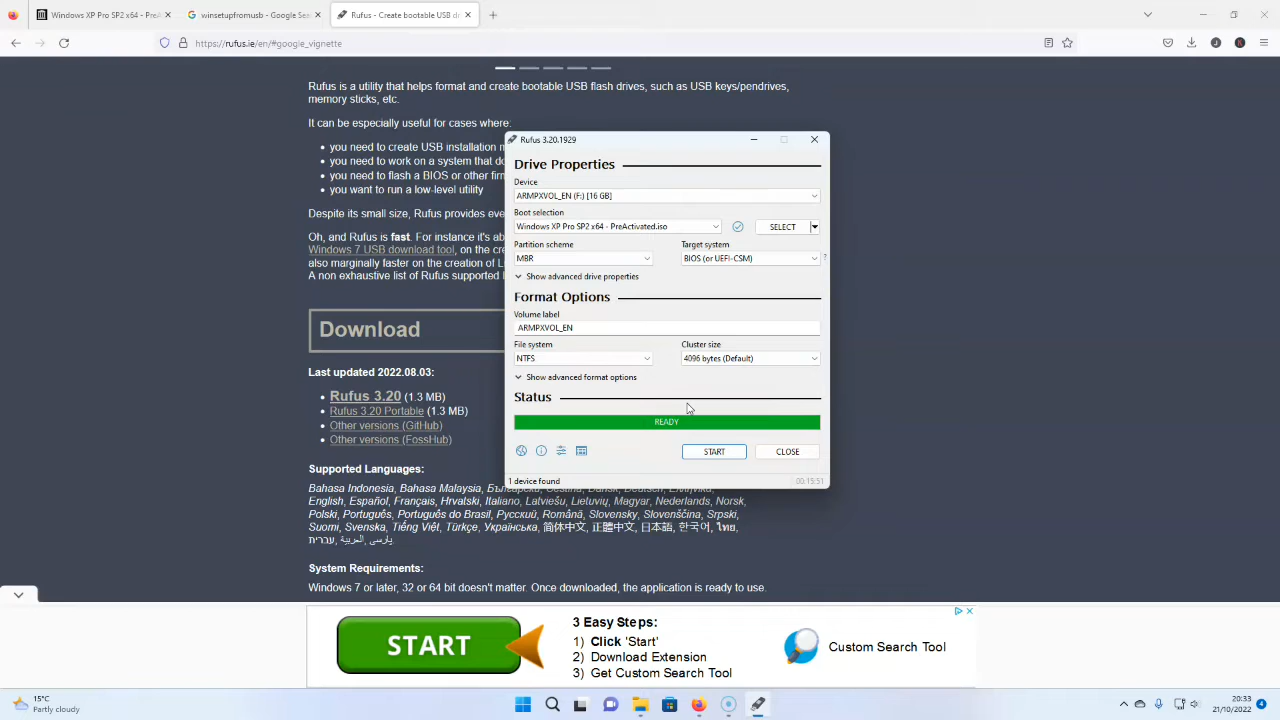 Windows XP Pro SP2 x64 - PreA
winsetupfromusb - Google Sea
Rufus - Create bootable USB dr
https://rufus.ie/en/#google_vignette
Rufus is a utility that helps format and create bootable USB flash drives, such as USB keys/pendrives,
memory sticks, etc.
It can be especially useful for cases where:
you need to create USB installation m
you need to work on a system that do
you need to flash a BIOS or other firm
you want to run a low-level utility
Despite its small size, Rufus provides eve
Oh, and Rufus is fast. For instance it's ab
Windows 7 USB download tool, on the cre
also marginally faster on the creation of L
A non exhaustive list of Rufus supported I
Download
Last updated 2022.08.03:
Rufus 3.20 (1.3 MB)
Rufus 3.20 Portable (1.3 MB)
Other versions (GitHub)
Other versions (FossHub)
Supported Languages:
Bahasa Indonesia, Bahasa Malaysia,
English, Español, Français, Hrvatski, Italiano, Latviešu, Lietuvių, Magyar, Nederlands, Norsk,
Polski, Português, Português do Brasil, Русский, Română, Slovensky, Slovenščina, Srpski,
Suomi, Svenska, Tiếng Việt, Türkçe, Українська, 简体中文, 正體中文, 日本語, 한국어, ไทย,
עברית, العربية, پارسی.
System Requirements:
Windows 7 or later, 32 or 64 bit doesn't matter. Once downloaded, the application is ready to use.
Rufus 3.20.1929
Drive Properties
Device
ARMPXVOL_EN (F:) [16 GB]
Boot selection
Windows XP Pro SP2 x64 - PreActivated.iso
SELECT
Partition scheme
Target system
MBR
BIOS (or UEFI-CSM)
?
Show advanced drive properties
Format Options
Volume label
ARMPXVOL_EN
File system
Cluster size
NTFS
4096 bytes (Default)
Show advanced format options
Status
READY
START
CLOSE
1 device found
00:15:51
START
3 Easy Steps:
1) Click 'Start'
2) Download Extension
3) Get Custom Search Tool
Custom Search Tool
15°C
Partly cloudy
20:33
21/10/2022
4